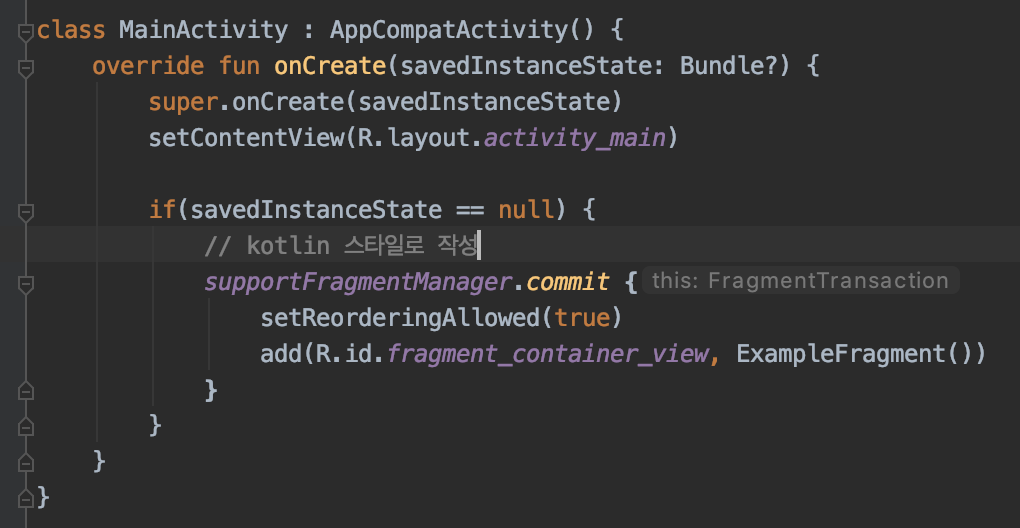 class MainActivity : AppCompatActivity() {
override fun onCreate(savedInstanceState: Bundle?) {
super.onCreate(savedInstanceState)
setContentView(R.layout.activity_main)
if(savedInstanceState == null) {
// kotlin 스타일로 작성
supportFragmentManager.commit { this: FragmentTransaction
setReorderingAllowed(true)
add(R.id.fragment_container_view, ExampleFragment())
}
}
}
}